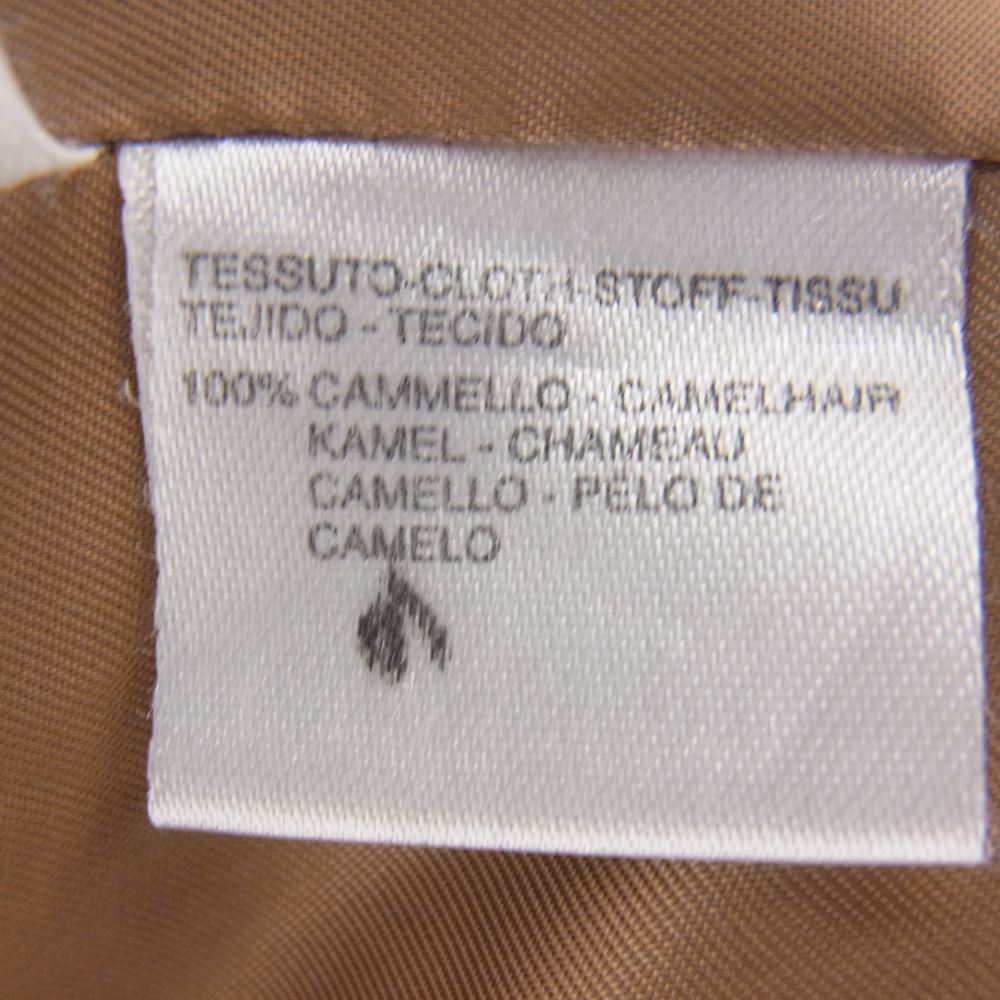 TESSUTO-CLOTH-STOFF-TISSU
TEJIDO - TECIDO
100% CAMMELLO - CAMELHAIR
KAMEL - CHAMEAU
CAMELLO - PELO DE
CAMELO